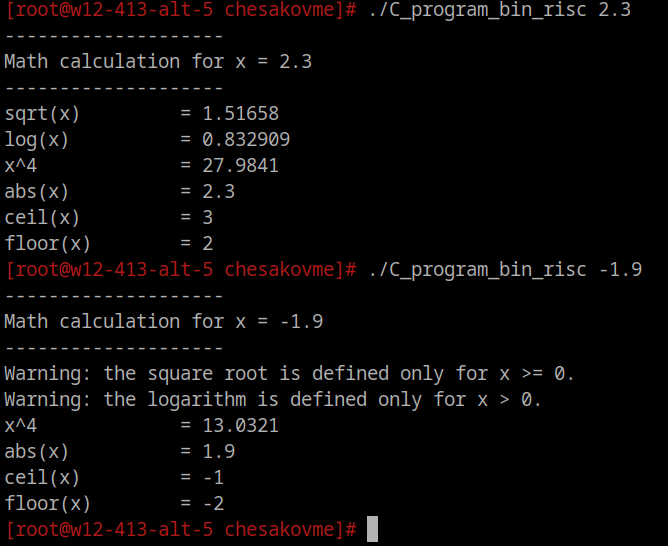 [root@w12-413-alt-5 chesakovme]# ./C_program_bin_risc 2.3
--------------------
Math calculation for x = 2.3
--------------------
sqrt(x)         = 1.51658
log(x)          = 0.832909
x^4             = 27.9841
abs(x)          = 2.3
ceil(x)         = 3
floor(x)        = 2
[root@w12-413-alt-5 chesakovme]# ./C_program_bin_risc -1.9
--------------------
Math calculation for x = -1.9
--------------------
Warning: the square root is defined only for x >= 0.
Warning: the logarithm is defined only for x > 0.
x^4             = 13.0321
abs(x)          = 1.9
ceil(x)         = -1
floor(x)        = -2
[root@w12-413-alt-5 chesakovme]#